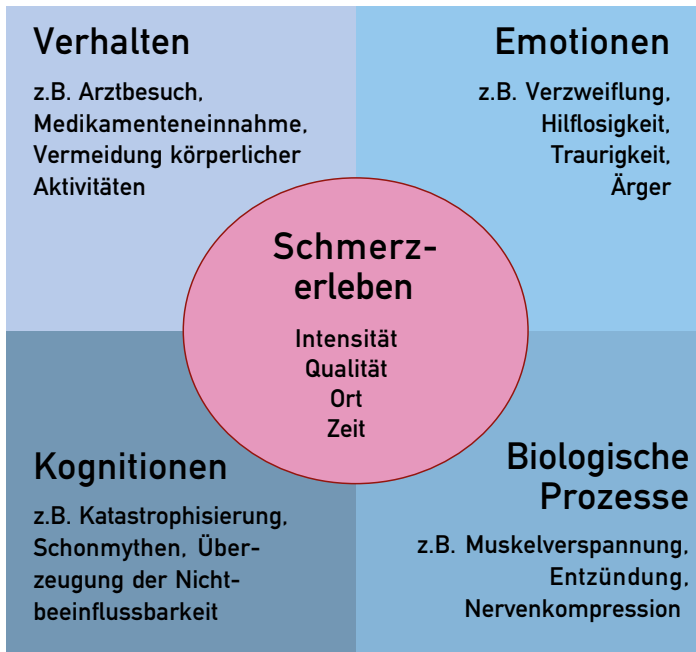 Verhalten
z.B. Arztbesuch,
Medikamenteneinnahme,
Vermeidung körperlicher
Aktivitäten
Emotionen
z.B. Verzweiflung,
Hilflosigkeit,
Traurigkeit,
Ärger
Schmerz-
erleben
Intensität
Qualität
Ort
Zeit
Kognitionen
z.B. Katastrophisierung,
Schonmythen, Über-
zeugung der Nicht-
beeinflussbarkeit
Biologische
Prozesse
z.B. Muskelverspannung,
Entzündung,
Nervenkompression